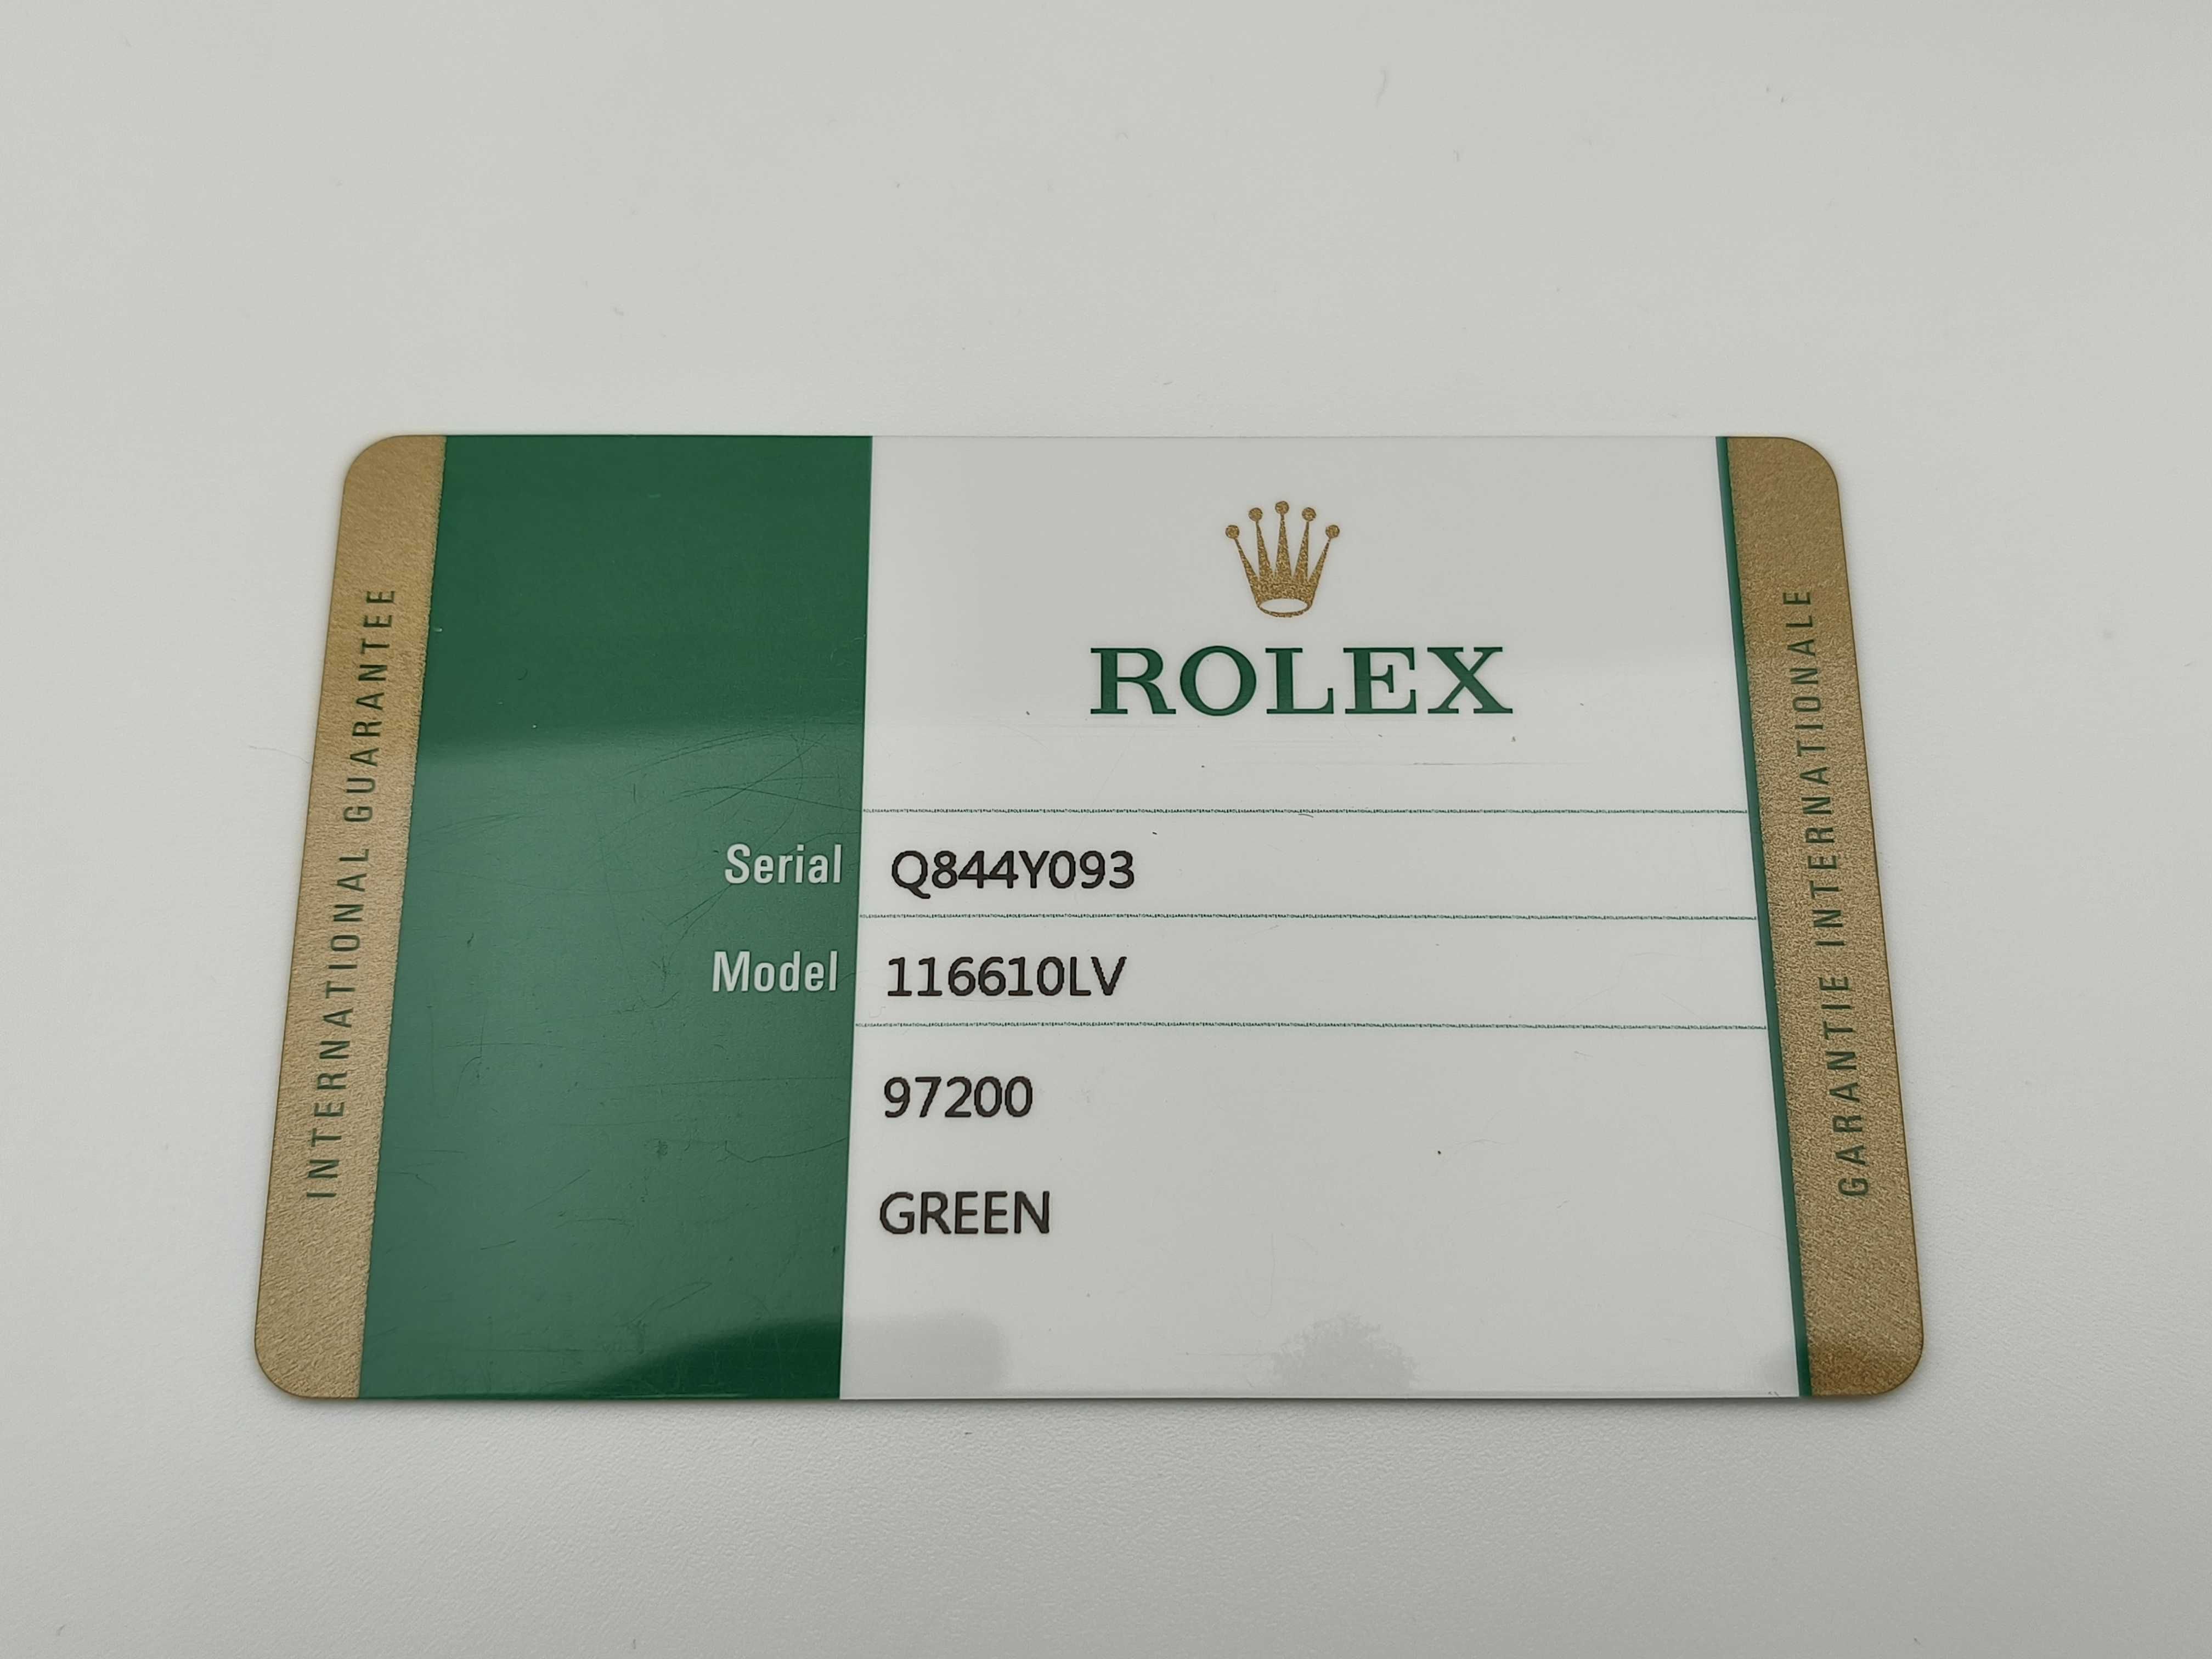 INTERNATIONAL GUARANTEE
ROLEX
Serial Q844Y093
Model 116610LV
97200
GREEN
GARANTIE INTERNATIONALE